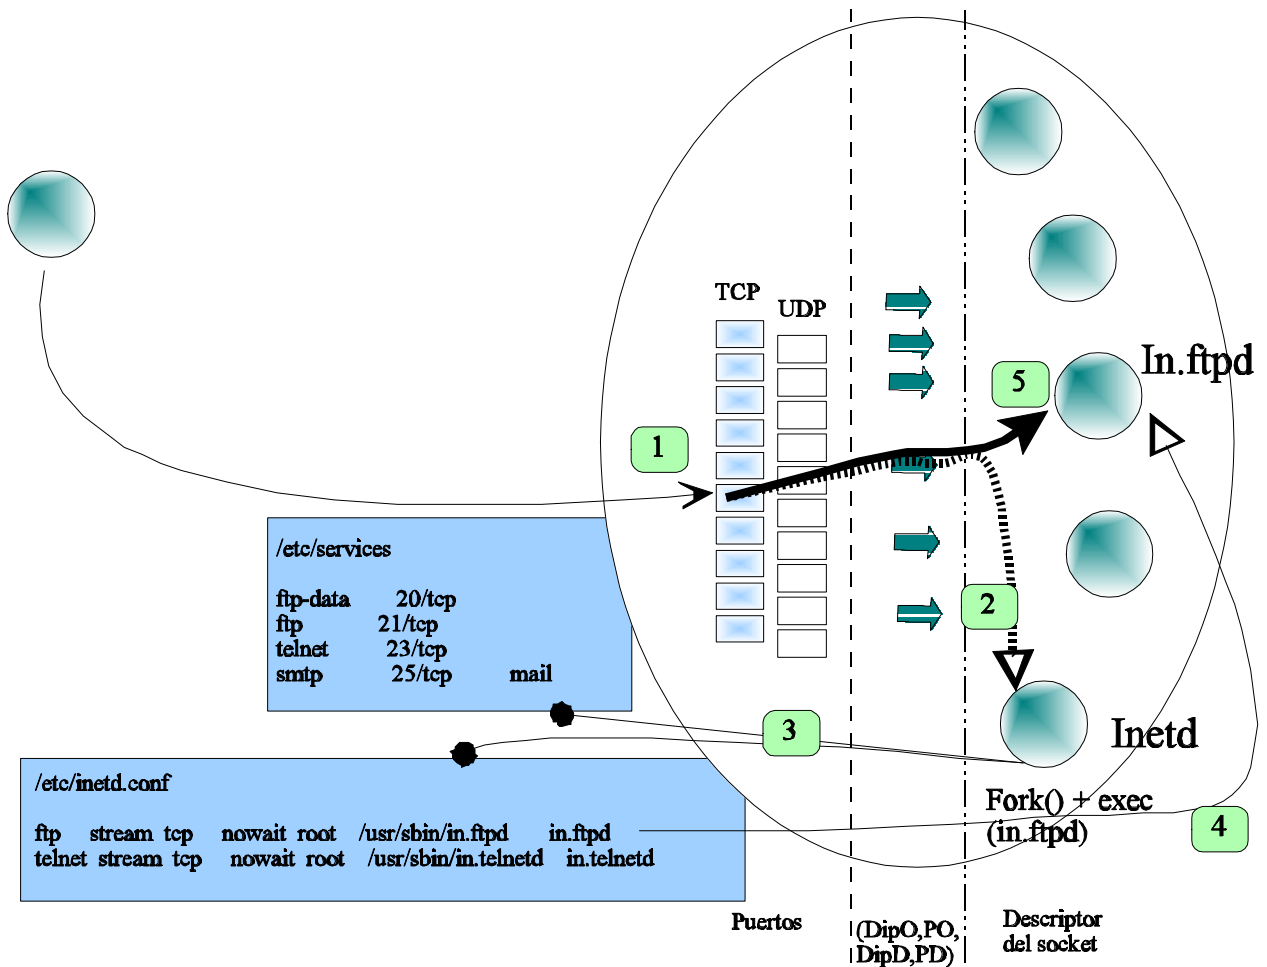 TCP
UDP
In.ftpd
5
1
/etc/services
ftp-data 20/tcp
ftp 21/tcp
telnet 23/tcp
smtp 25/tcp mail
2
3
Inetd
/etc/inetd.conf
ftp stream tcp nowait root /usr/sbin/in.ftpd in.ftpd
telnet stream tcp nowait root /usr/sbin/in.telnetd in.telnetd
Fork() + exec
(in.ftpd)
4
Puertos
(DipO,PO,
DipD,PD)
Descriptor
del socket